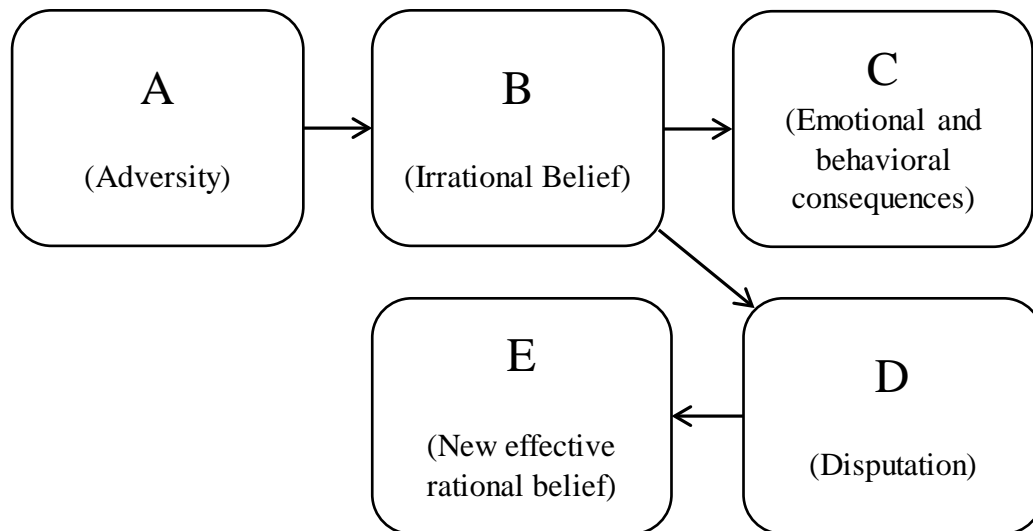 A
(Adversity)
B
(Irrational Belief)
C
(Emotional and
behavioral
consequences)
E
(New effective
rational belief)
D
(Disputation)